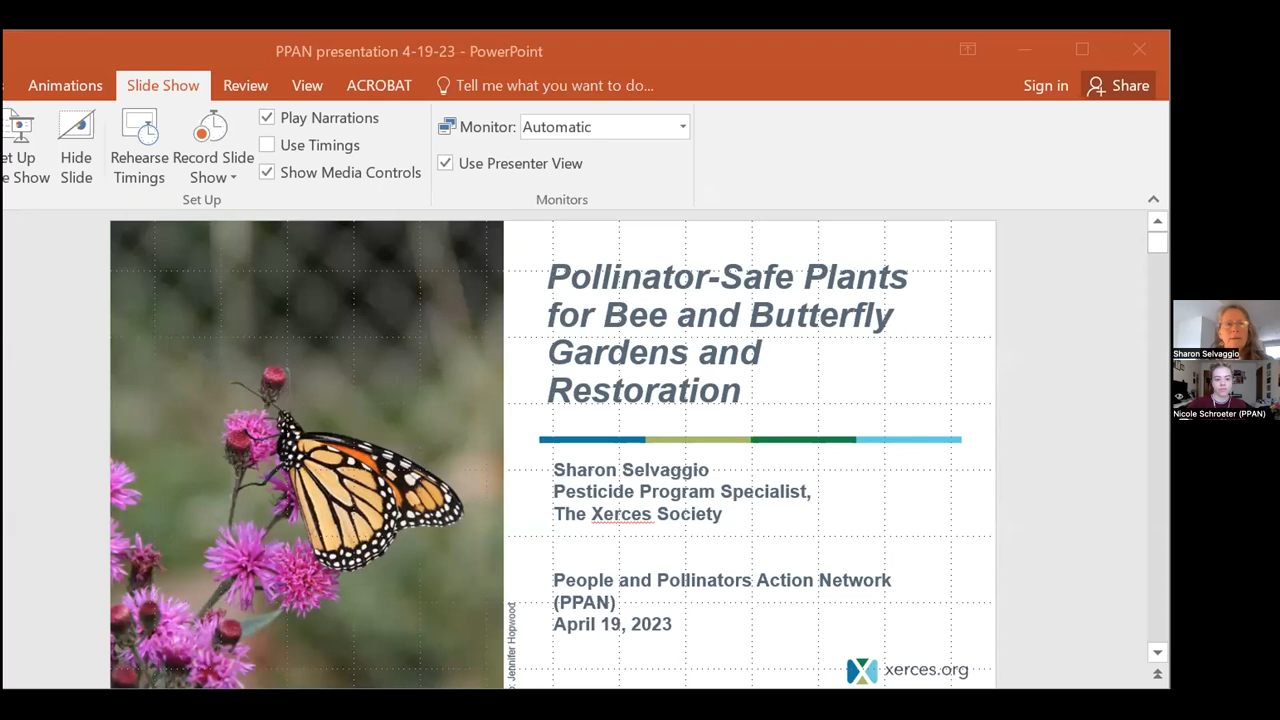 PPAN presentation 4-19-23 - PowerPoint
Animations Slide Show Review View ACROBAT Tell me what you want to do... Sign in Share
et Up
e Show
Hide
Slide
Rehearse
Timings
Record Slide
Show
Play Narrations
Use Timings
Show Media Controls
Set Up
Monitor: Automatic
Use Presenter View
Monitors
Pollinator-Safe Plants
for Bee and Butterfly
Gardens and
Restoration
Sharon Selvaggio
Pesticide Program Specialist,
The Xerces Society
People and Pollinators Action Network
(PPAN)
April 19, 2023
: Jennifer Hopwood
xerces.org
Sharon Selvaggio
Nicole Schroeter (PPAN)